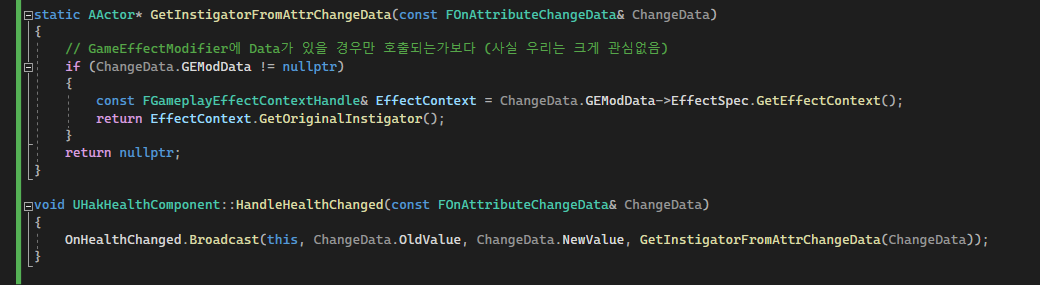 static AActor* GetInstigatorFromAttrChangeData(const FOnAttributeChangeData& ChangeData)
{
// GameEffectModifier에 Data가 있을 경우만 호출되는가보다 (사실 우리는 크게 관심없음)
if (ChangeData.GEModData != nullptr)
{
const FGameplayEffectContextHandle& EffectContext = ChangeData.GEModData->EffectSpec.GetEffectContext();
return EffectContext.GetOriginalInstigator();
}
return nullptr;
}
void UHakHealthComponent::HandleHealthChanged(const FOnAttributeChangeData& ChangeData)
{
OnHealthChanged.Broadcast(this, ChangeData.OldValue, ChangeData.NewValue, GetInstigatorFromAttrChangeData(ChangeData));
}